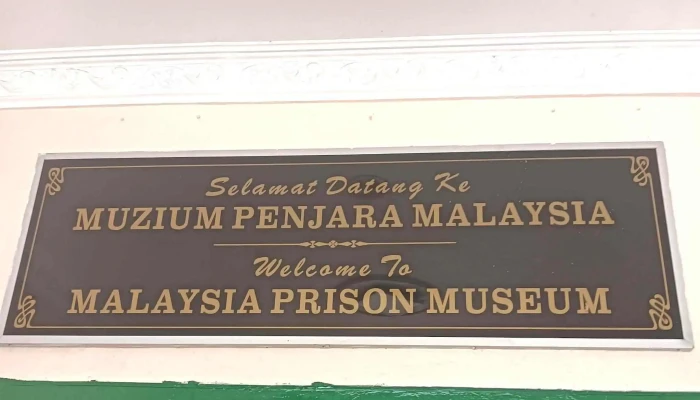 Selamat Datang Ke
MUZIUM PENJARA MALAYSIA
Welcome To
MALAYSIA PRISON MUSEUM